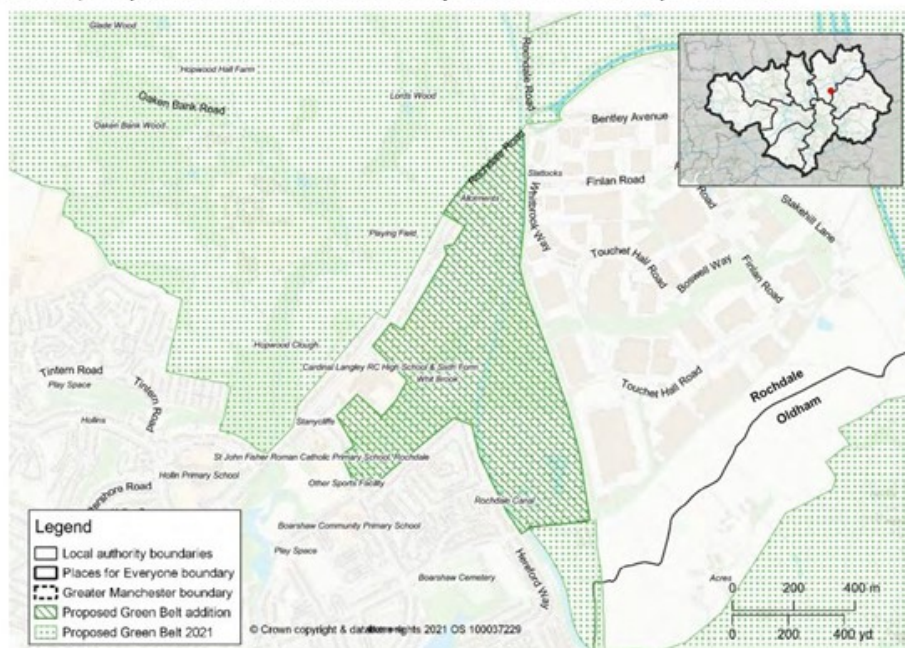 Glade Wood
Hopwood Hall Farm
Oaken Bank Road
Lords Wood
Oaken Bank Wood
Rochdale Road
Bentley Avenue
Rochdale Road
Slattocks
Finlan Road
Road
Allotments
Whitbrook Way
Stakehill Lane
Playing Field
Touchet Hall Road
Boswell Way
Finlan Road
Hopwood Clough
Cardinal Langley RC High School & Sixth Form
Whit Brook
Tintern Road
Play Space
Tintern Road
Touchet Hall Road
Rochdale
Oldham
Hollins
Stanycliffe
St John Fisher Roman Catholic Primary School, Rochdale
Hollin Primary School
Other Sports Facility
Rochdale Canal
Boarshaw Community Primary School
Play Space
Hereford Way
Boarshaw Cemetery
Acres
Legend
Local authority boundaries
Places for Everyone boundary
Greater Manchester boundary
Proposed Green Belt addition
Proposed Green Belt 2021
0 200 400 m
0 200 400 yd
© Crown copyright & database rights 2021 OS 100037229